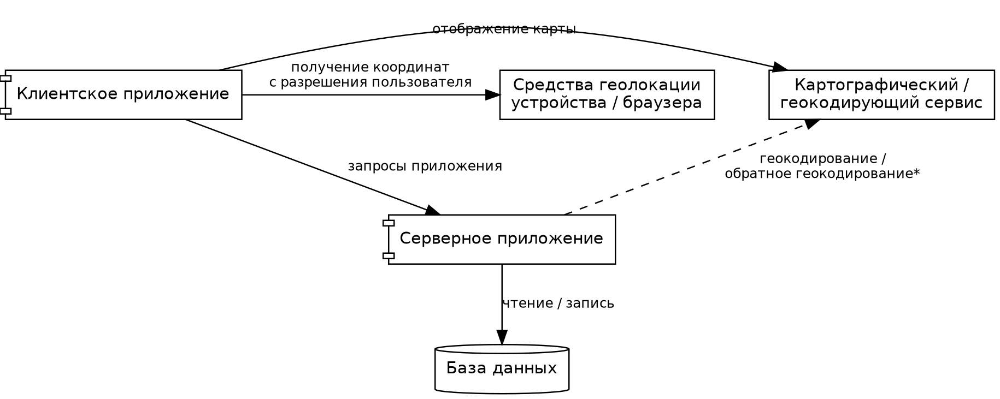 отображение карты
получение координат
с разрешения пользователя
Клиентское приложение
Средства геолокации
устройства / браузера
Картографический /
геокодирующий сервис
запросы приложения
геокодирование /
обратное геокодирование*
Серверное приложение
чтение / запись
База данных